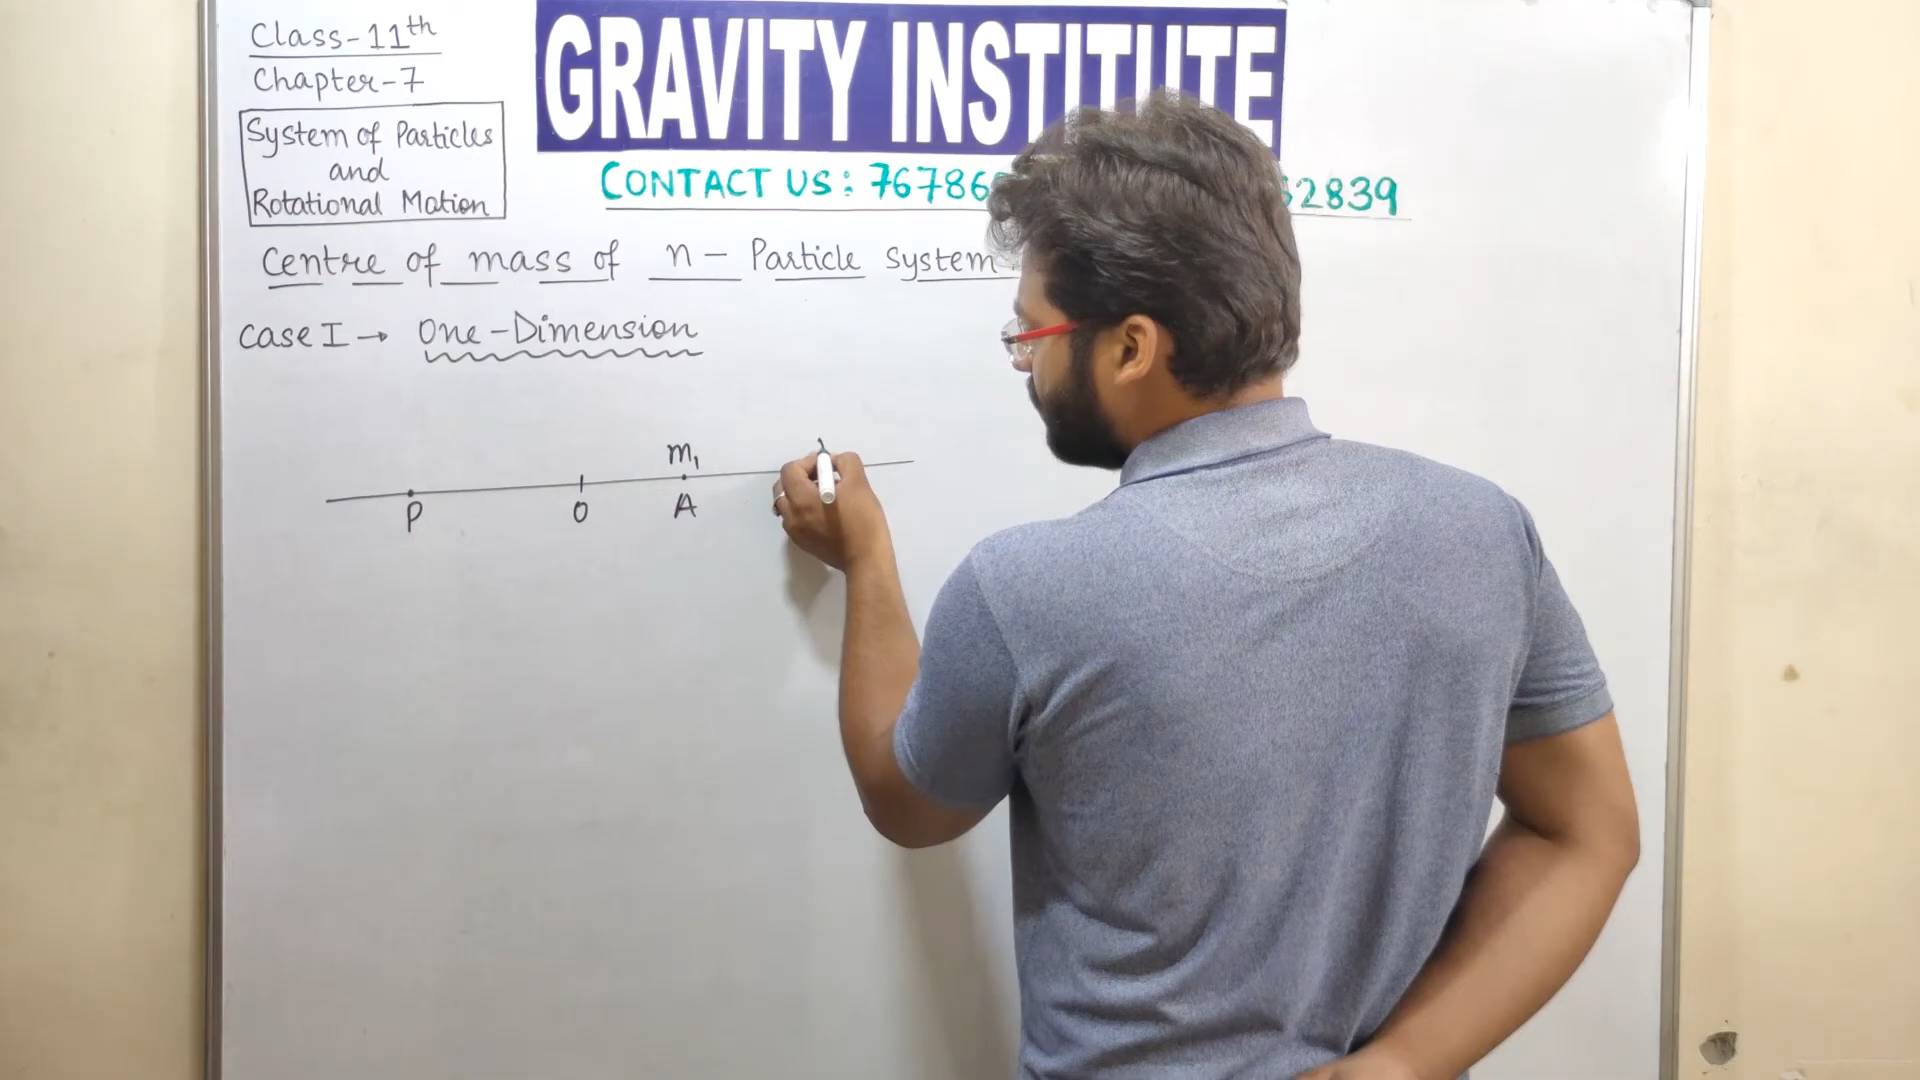 Class-11th
Chapter-7
System of Particles
and
Rotational Motion
GRAVITY INSTITUTE
CONTACT US: 76786 2839
Centre of mass of n- Particle System
Case I → One-Dimension
m1
P O A